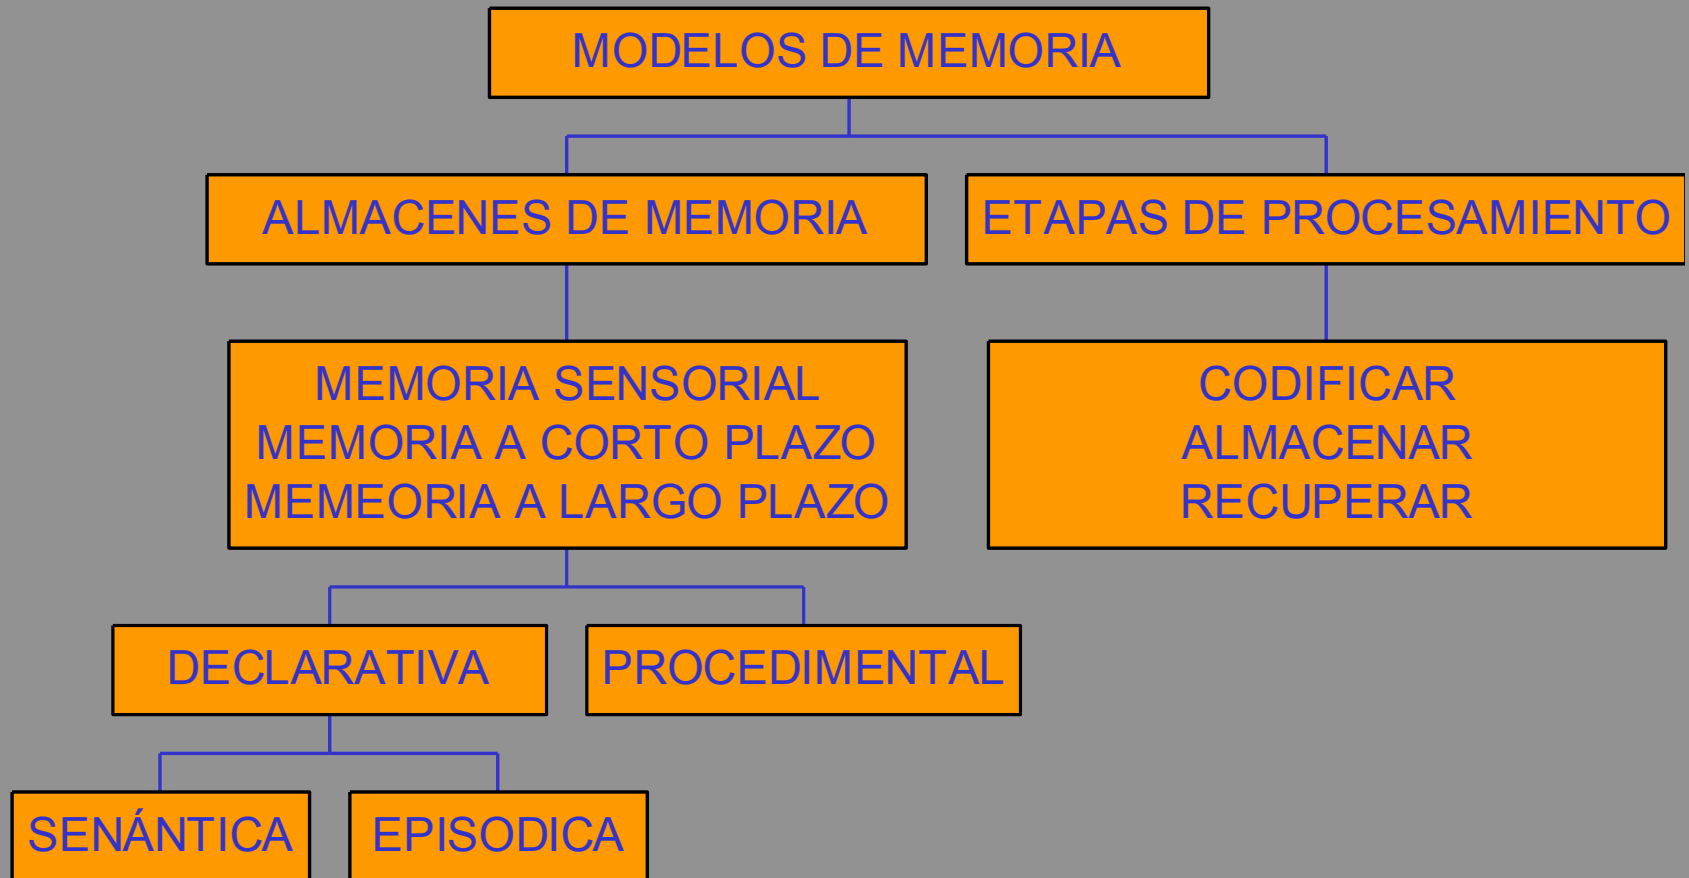 MODELOS DE MEMORIA
ALMACENES DE MEMORIA
ETAPAS DE PROCESAMIENTO
MEMORIA SENSORIAL
MEMORIA A CORTO PLAZO
MEMEORIA A LARGO PLAZO
CODIFICAR
ALMACENAR
RECUPERAR
DECLARATIVA
PROCEDIMENTAL
SENÁNTICA
EPISODICA